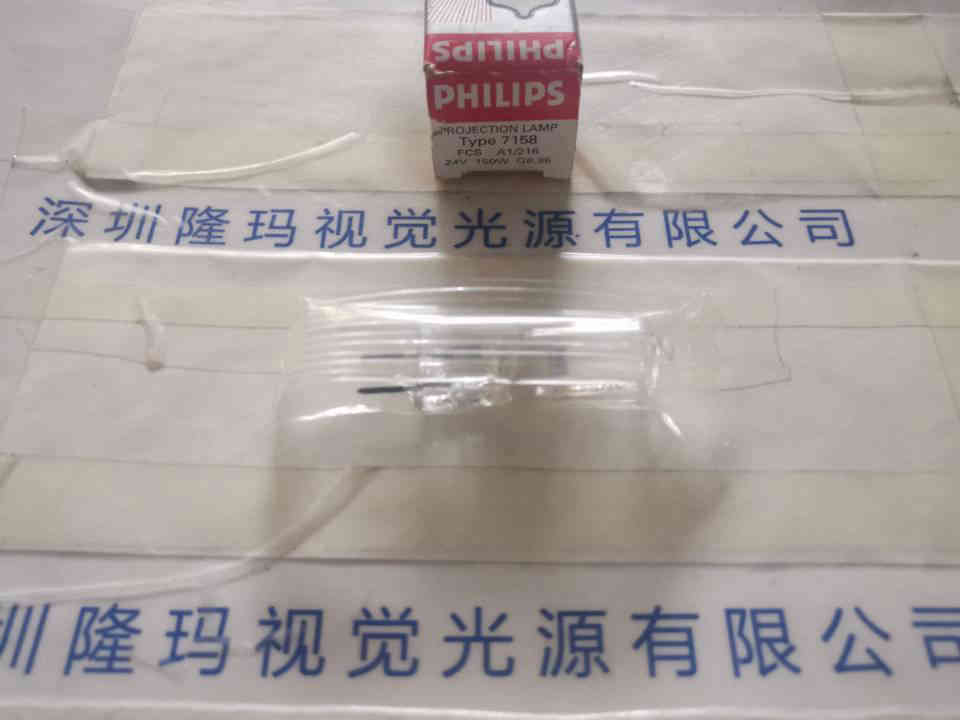 PHILIPS
PHILIPS
PROJECTION LAMP
Type 7158
FCS A1/216
24V 150W G6.35
深圳隆玛视觉光源有限公司
圳隆玛视觉光源有限公司